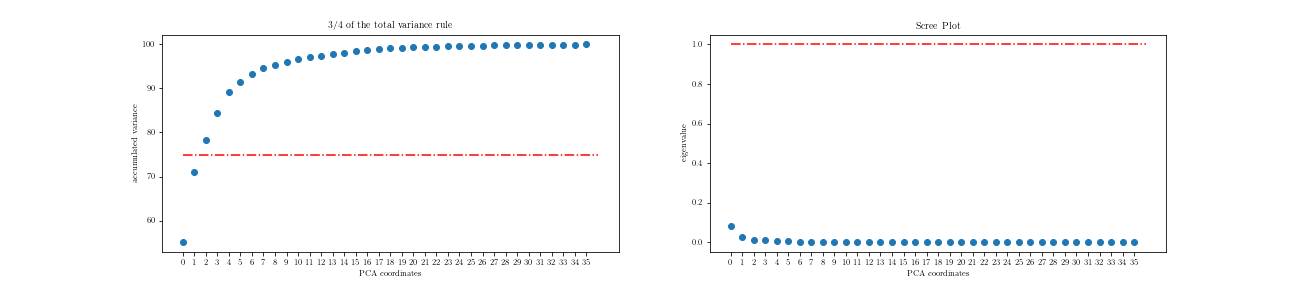 3/4 of the total variance rule
100
90
80
70
60
accumulated variance
0 1 2 3 4 5 6 7 8 9 10 11 12 13 14 15 16 17 18 19 20 21 22 23 24 25 26 27 28 29 30 31 32 33 34 35
PCA coordinates
Scree Plot
1.0
0.8
0.6
0.4
0.2
0.0
eigenvalue
0 1 2 3 4 5 6 7 8 9 10 11 12 13 14 15 16 17 18 19 20 21 22 23 24 25 26 27 28 29 30 31 32 33 34 35
PCA coordinates